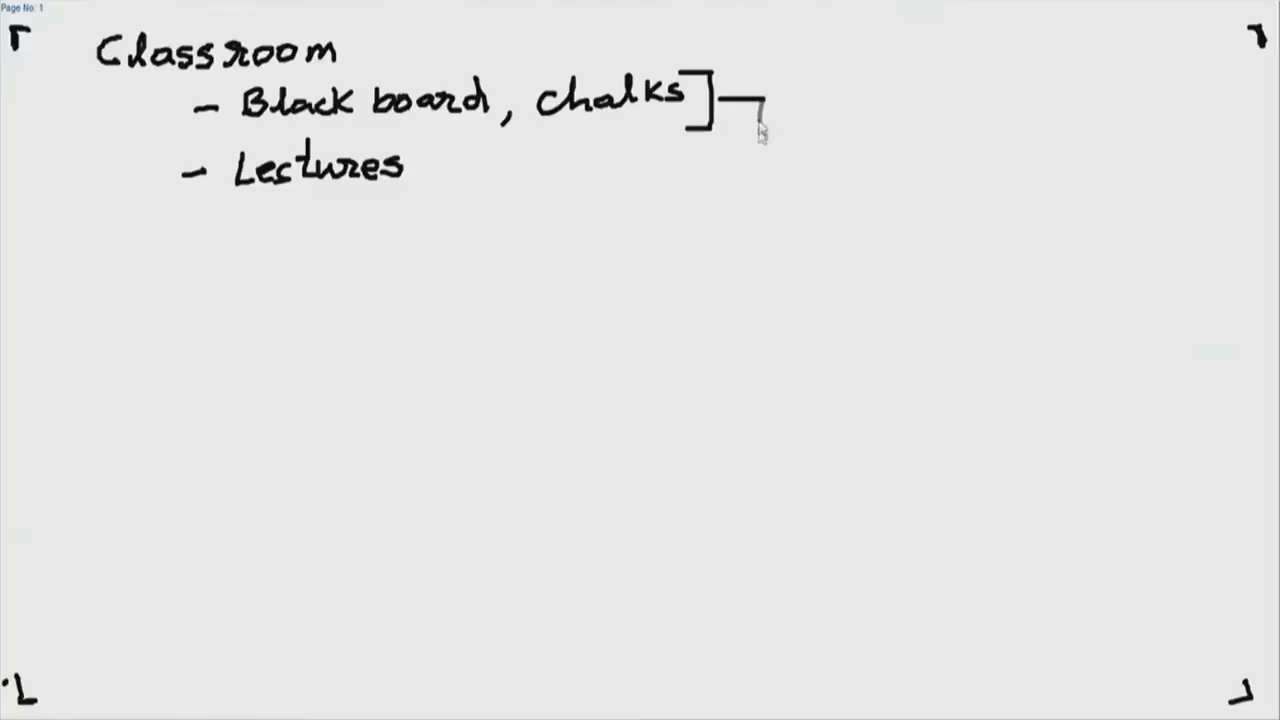 Page No: 1
Classroom
- Black board, chalks
- Lectures